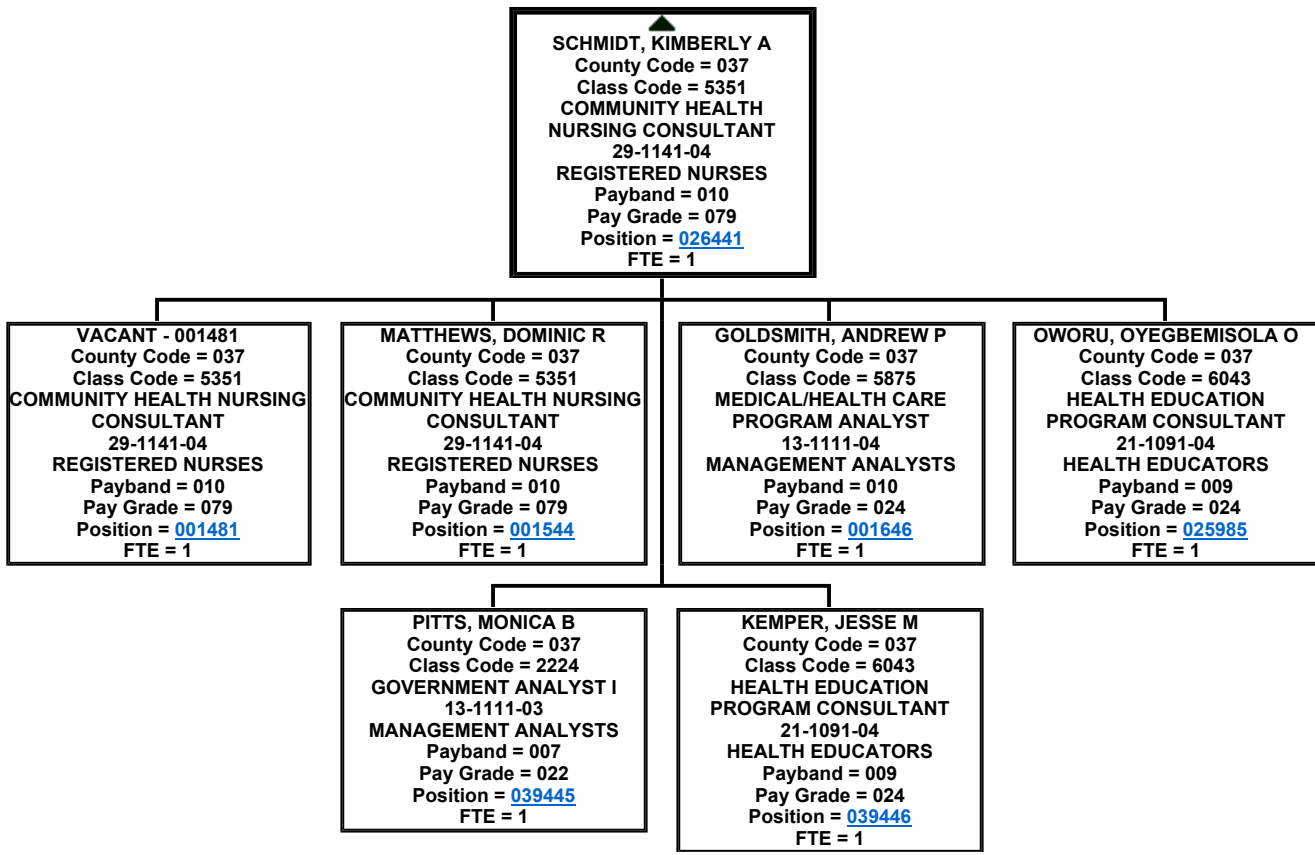 SCHMIDT, KIMBERLY A
County Code = 037
Class Code = 5351
COMMUNITY HEALTH
NURSING CONSULTANT
29-1141-04
REGISTERED NURSES
Payband = 010
Pay Grade = 079
Position = 026441
FTE = 1
VACANT - 001481
County Code = 037
Class Code = 5351
COMMUNITY HEALTH NURSING
CONSULTANT
29-1141-04
REGISTERED NURSES
Payband = 010
Pay Grade = 079
Position = 001481
FTE = 1
MATTHEWS, DOMINIC R
County Code = 037
Class Code = 5351
COMMUNITY HEALTH NURSING
CONSULTANT
29-1141-04
REGISTERED NURSES
Payband = 010
Pay Grade = 079
Position = 001544
FTE = 1
GOLDSMITH, ANDREW P
County Code = 037
Class Code = 5875
MEDICAL/HEALTH CARE
PROGRAM ANALYST
13-1111-04
MANAGEMENT ANALYSTS
Payband = 010
Pay Grade = 024
Position = 001646
FTE = 1
OWORU, OYEGBEMISOLA O
County Code = 037
Class Code = 6043
HEALTH EDUCATION
PROGRAM CONSULTANT
21-1091-04
HEALTH EDUCATORS
Payband = 009
Pay Grade = 024
Position = 025985
FTE = 1
PITTS, MONICA B
County Code = 037
Class Code = 2224
GOVERNMENT ANALYST I
13-1111-03
MANAGEMENT ANALYSTS
Payband = 007
Pay Grade = 022
Position = 039445
FTE = 1
KEMPER, JESSE M
County Code = 037
Class Code = 6043
HEALTH EDUCATION
PROGRAM CONSULTANT
21-1091-04
HEALTH EDUCATORS
Payband = 009
Pay Grade = 024
Position = 039446
FTE = 1